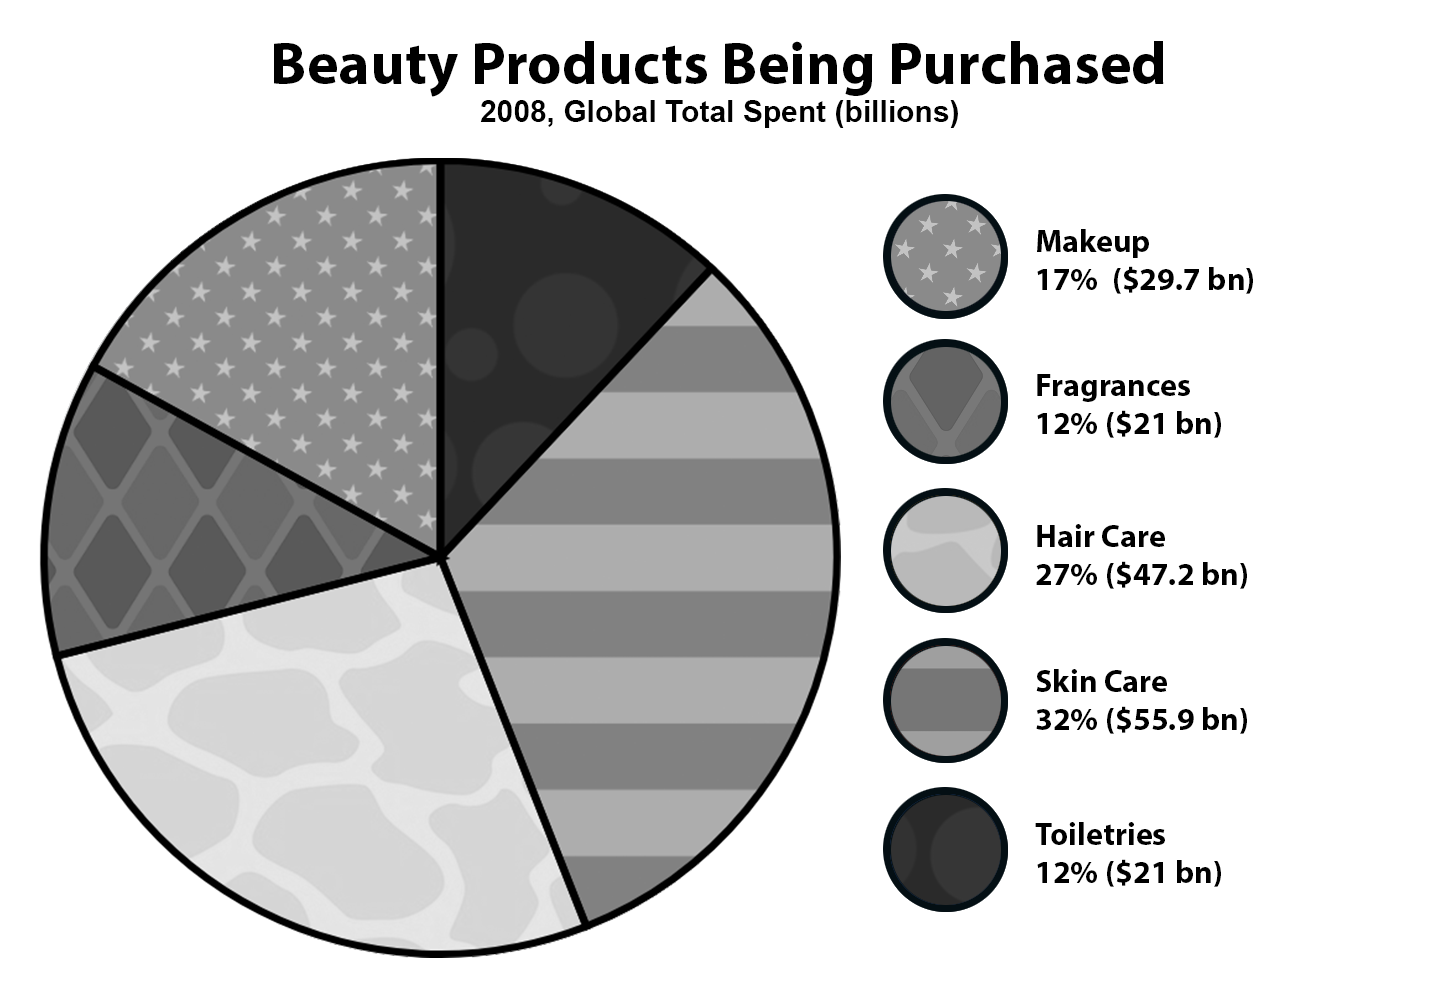 Beauty Products Being Purchased
2008, Global Total Spent (billions)
Makeup
17%  ($29.7 bn)
Fragrances
12% ($21 bn)
Hair Care
27% ($47.2 bn)
Skin Care
32% ($55.9 bn)
Toiletries
12% ($21 bn)